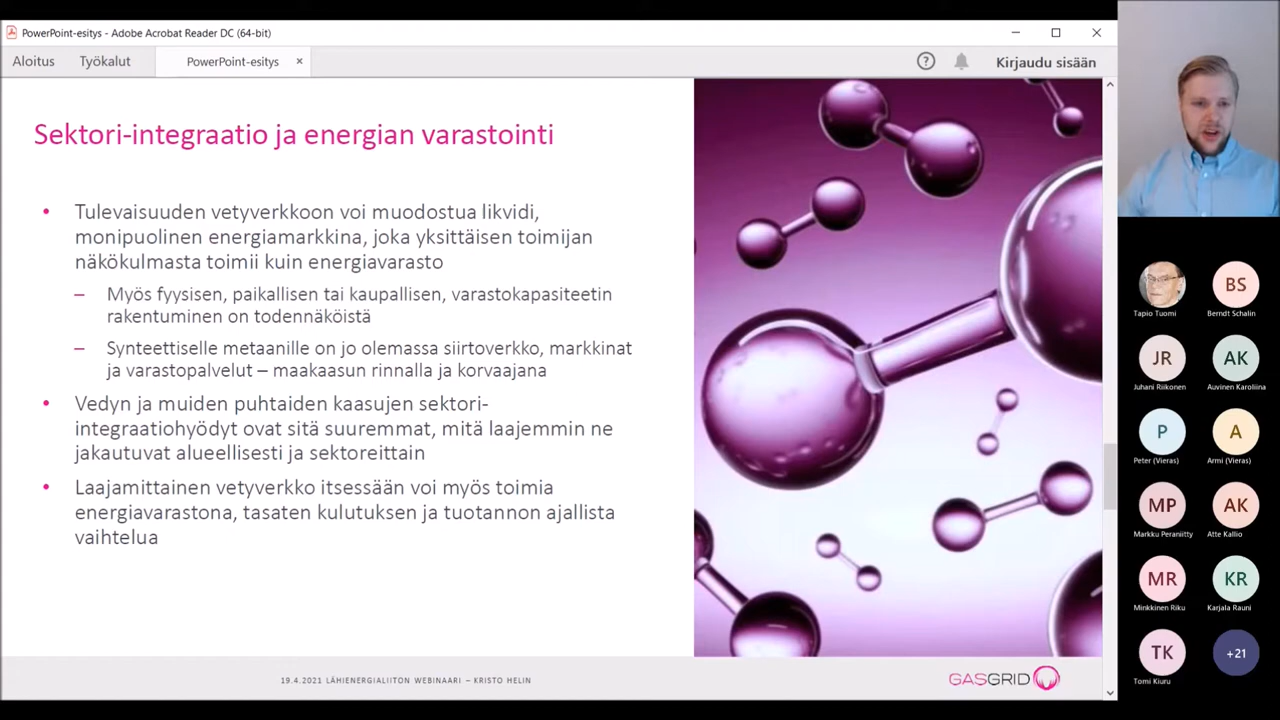 PowerPoint-esitys - Adobe Acrobat Reader DC (64-bit)
Aloitus
Työkalut
PowerPoint-esitys
Kirjaudu sisään
Sektori-integraatio ja energian varastointi
• Tulevaisuuden vetyverkkoon voi muodostua likvidi,
monipuolinen energiamarkkina, joka yksittäisen toimijan
näkökulmasta toimii kuin energiavarasto
– Myös fyysisen, paikallisen tai kaupallisen, varastokapasiteetin
rakentuminen on todennäköistä
– Synteettiselle metaanille on jo olemassa siirtoverkko, markkinat
ja varastopalvelut – maakaasun rinnalla ja korvaajana
• Vedyn ja muiden puhtaiden kaasujen sektori-
integraatiohyödyt ovat sitä suuremmat, mitä laajemmin ne
jakautuvat alueellisesti ja sektoreittain
• Laajamittainen vetyverkko itsessään voi myös toimia
energiavarastona, tasaten kulutuksen ja tuotannon ajallista
vaihtelua
19.4.2021 LÄHIENERGIALIITON WEBINAARI – KRISTO HELIN
GASGRID
Tapio Tuomi
BS
Berndt Schalin
JR
Juhani Riikonen
AK
Auvinen Karoliina
P
Peter (Vieras)
A
Armi (Vieras)
MP
Markku Peraniitty
AK
Atte Kallio
MR
Minkkinen Riku
KR
Karjala Rauni
TK
Tomi Kiuru
+21